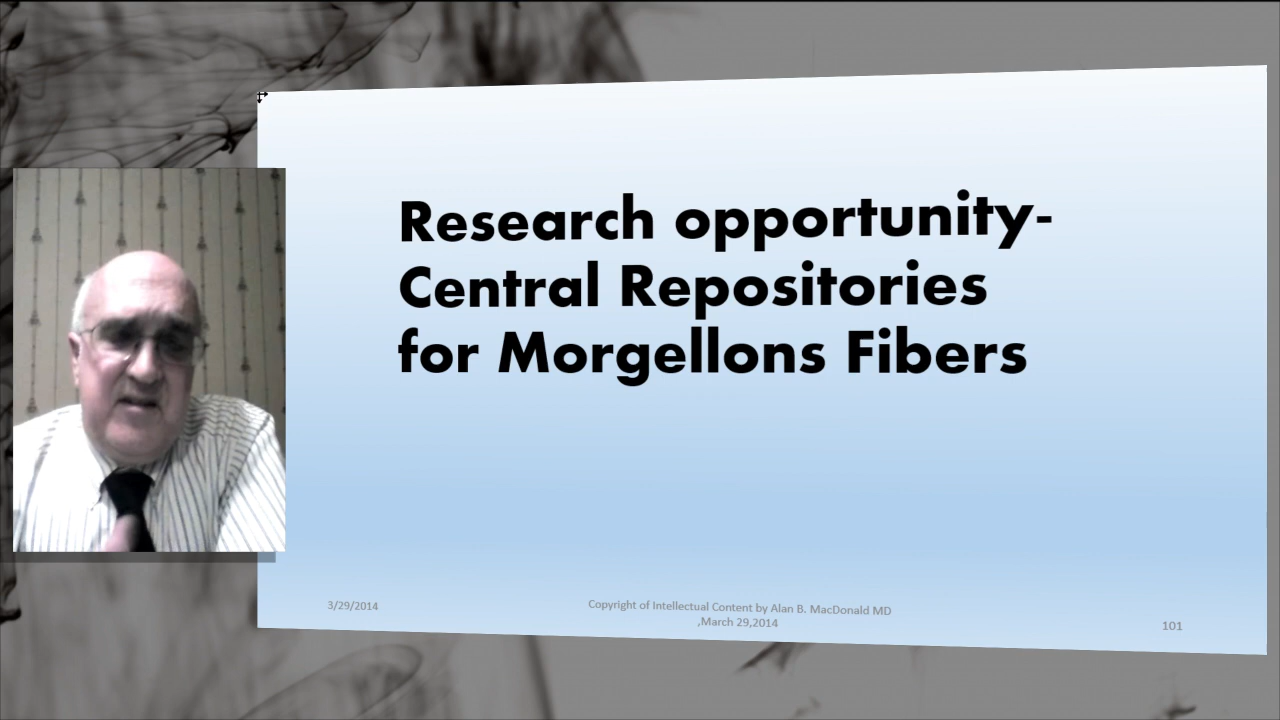 Research opportunity-
Central Repositories
for Morgellons Fibers
3/29/2014
Copyright of Intellectual Content by Alan B. MacDonald MD
,March 29,2014
101